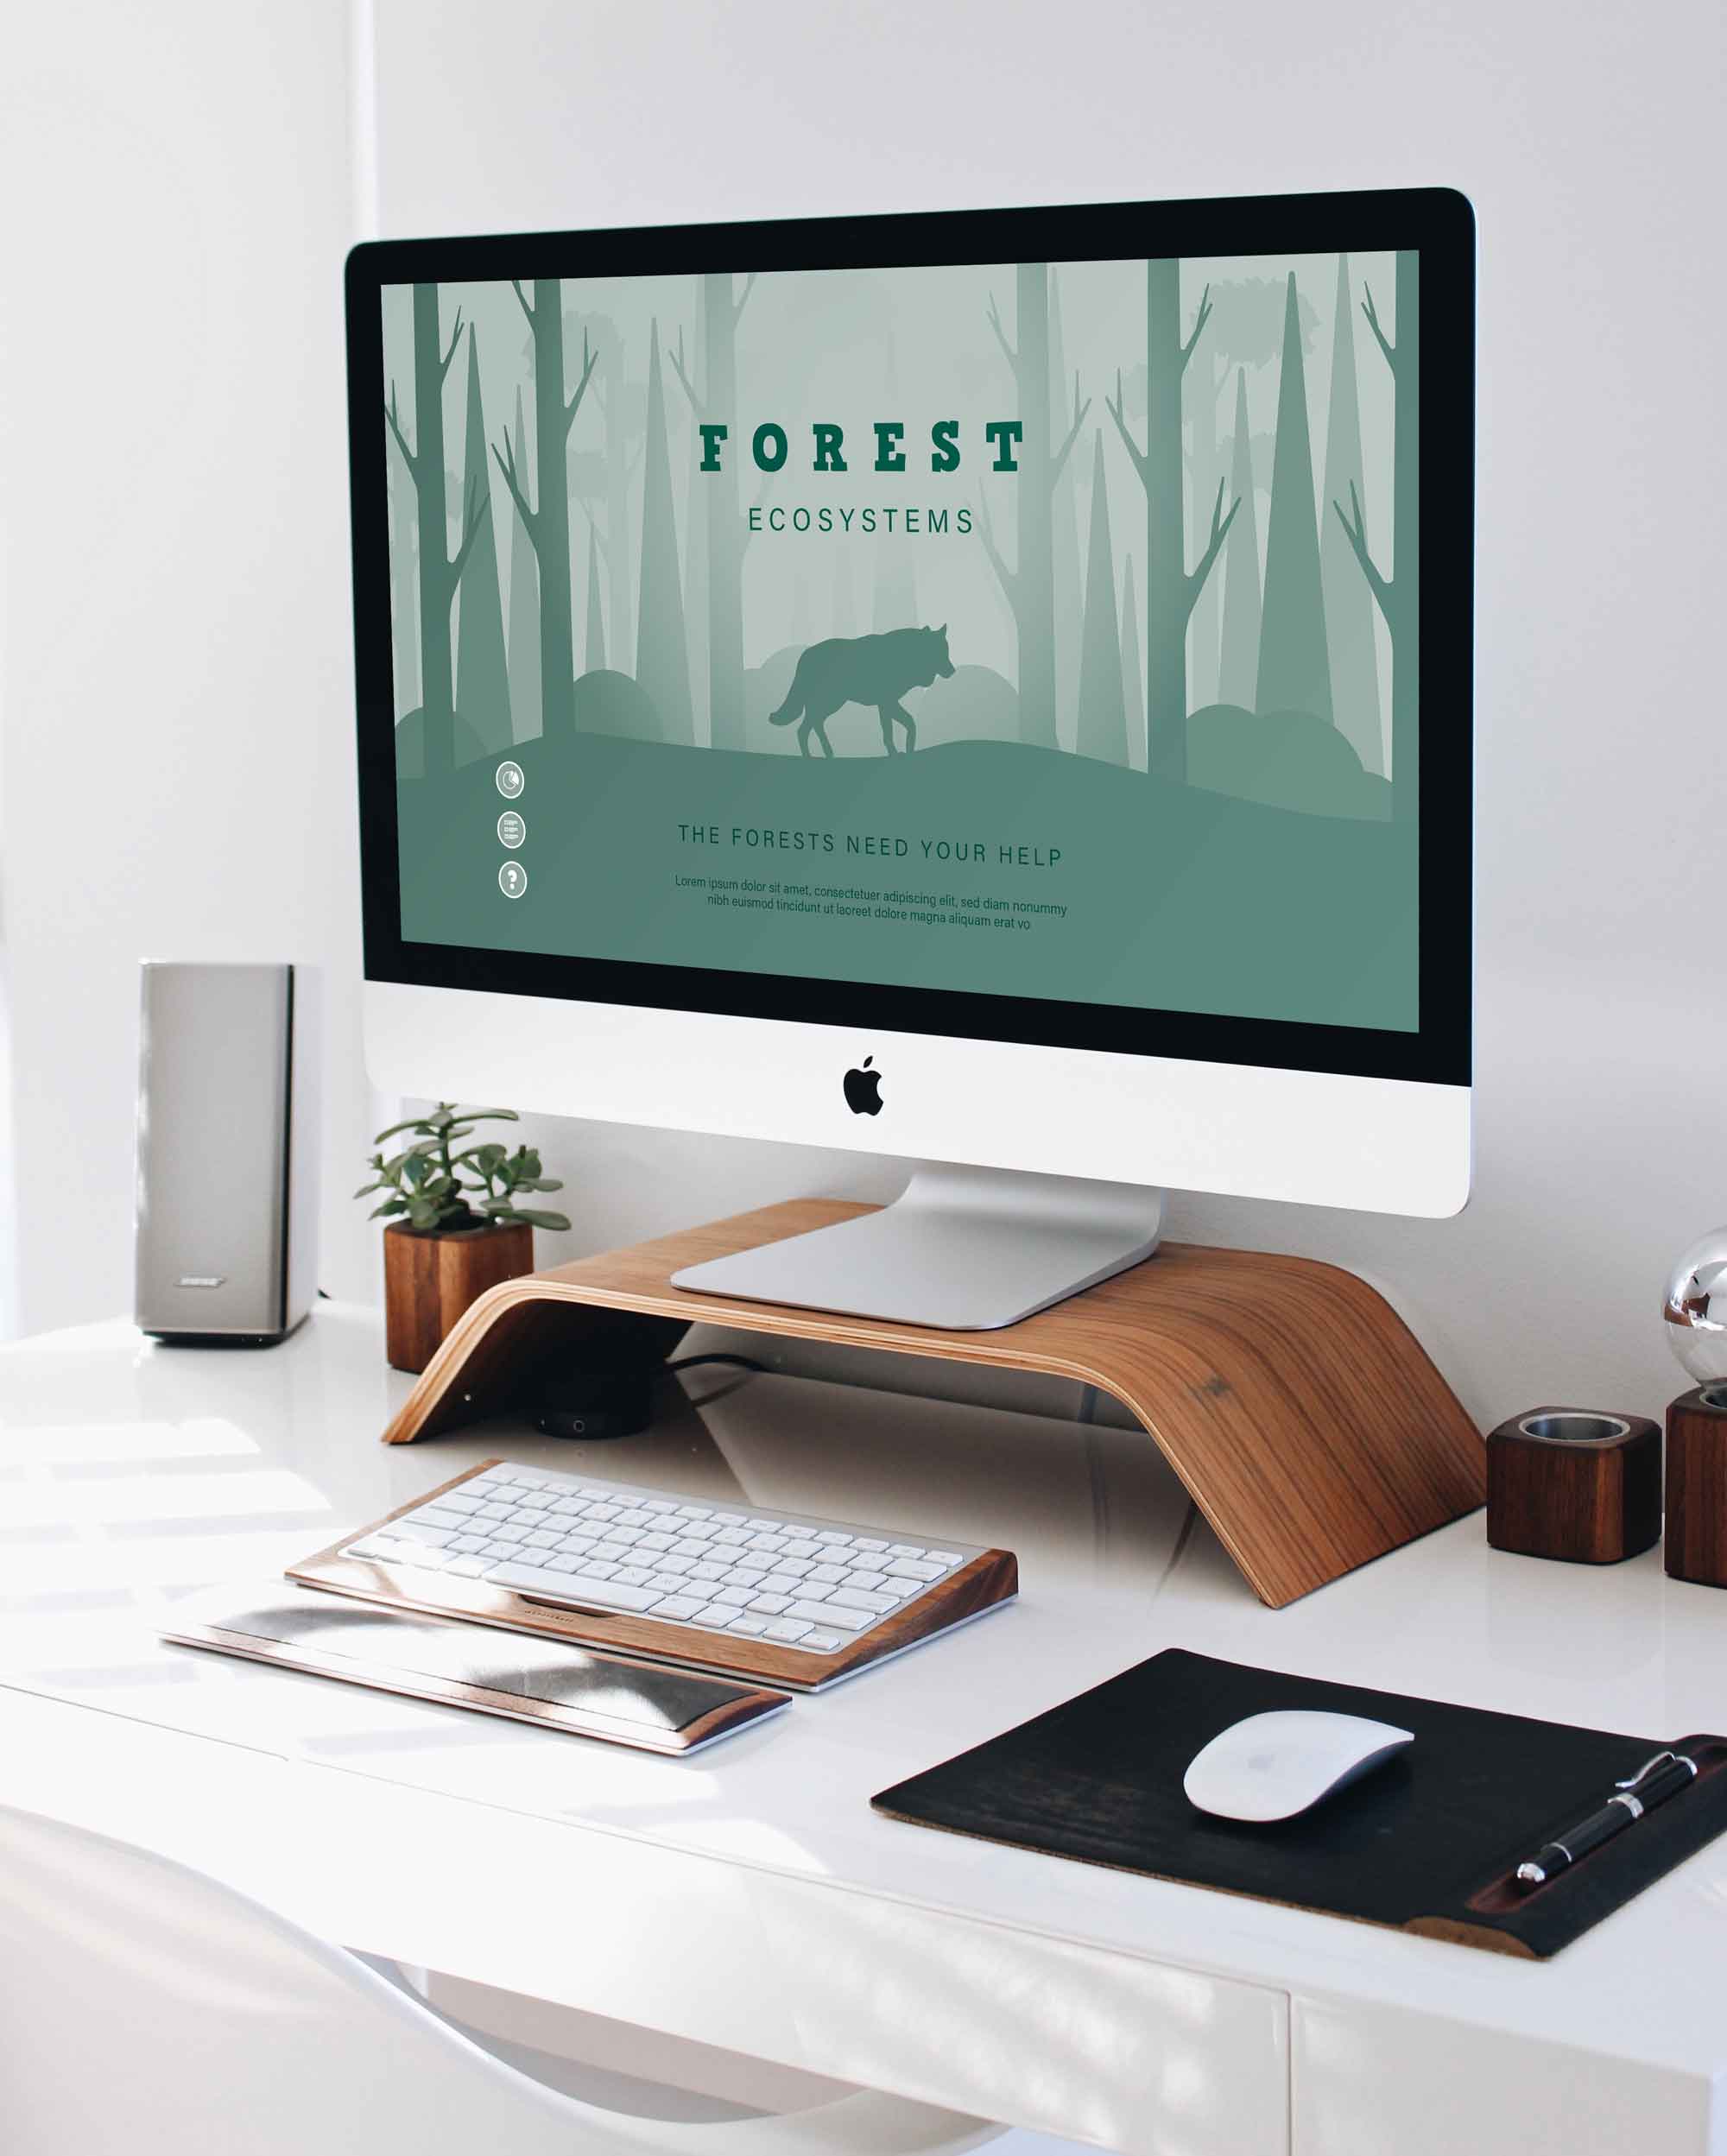 FOREST
ECOSYSTEMS
THE FORESTS NEED YOUR HELP
Lorem ipsum dolor sit amet, consectetuer adipiscing elit, sed diam nonummy
nibh euismod tincidunt ut laoreet dolore magna aliquam erat vo
?